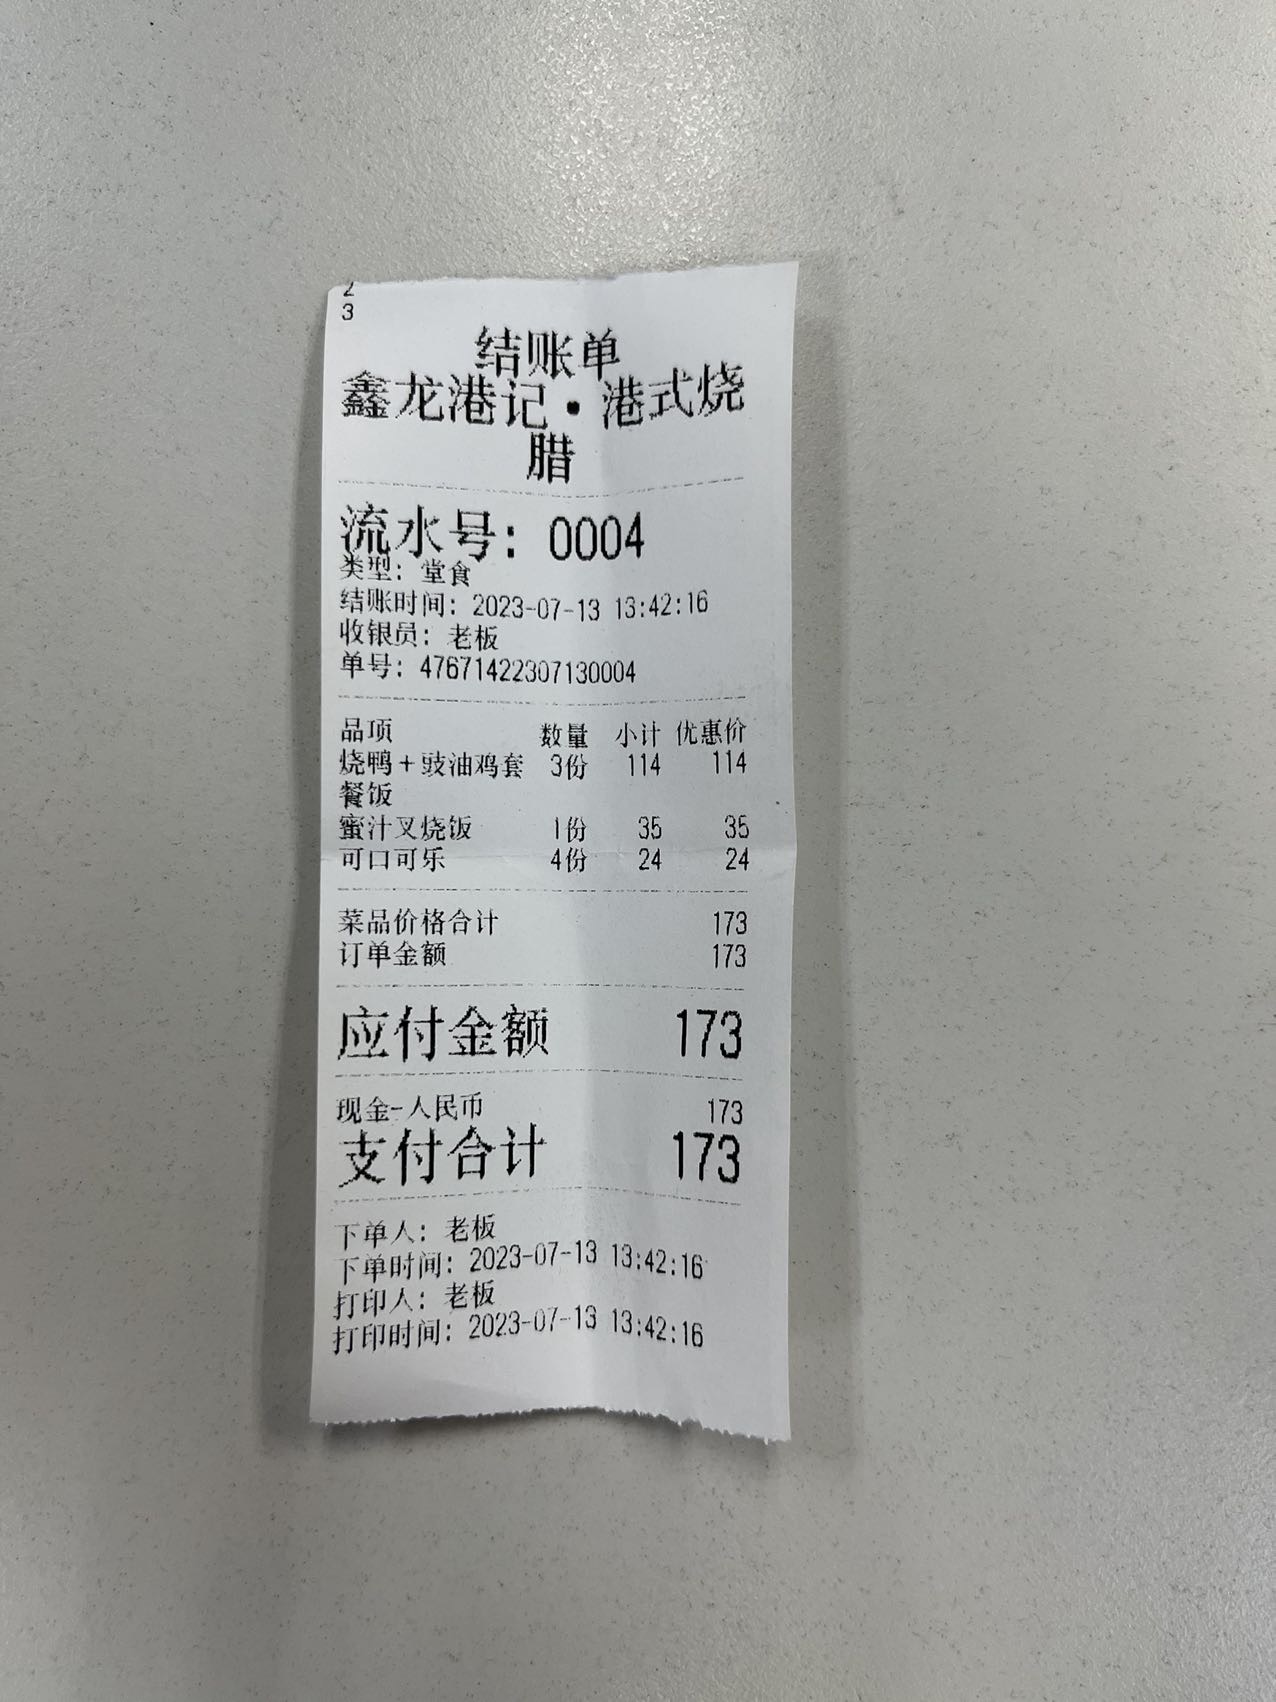 2
3
结账单
鑫龙港记·港式烧
腊
流水号: 0004
类型: 堂食
结账时间: 2023-07-13 13:42:16
收银员: 老板
单号: 47671422307130004
品项 数量 小计 优惠价
烧鸭+豉油鸡套 3份 114 114
餐饭
蜜汁叉烧饭 1份 35 35
可口可乐 4份 24 24
菜品价格合计 173
订单金额 173
应付金额 173
现金-人民币 173
支付合计 173
下单人: 老板
下单时间: 2023-07-13 13:42:16
打印人: 老板
打印时间: 2023-07-13 13:42:16